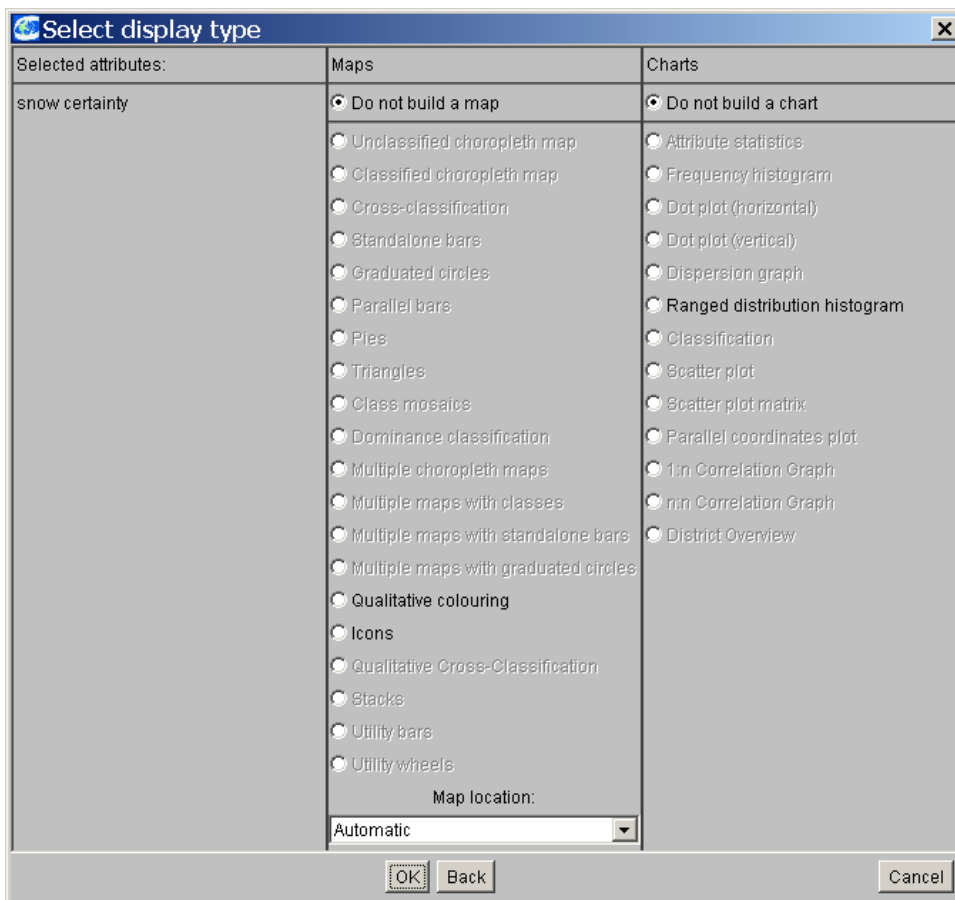 Select display type
Selected attributes:
snow certainty
Maps
Do not build a map
Unclassified choropleth map
Classified choropleth map
Cross-classification
Standalone bars
Graduated circles
Parallel bars
Pies
Triangles
Class mosaics
Dominance classification
Multiple choropleth maps
Multiple maps with classes
Multiple maps with standalone bars
Multiple maps with graduated circles
Qualitative colouring
Icons
Qualitative Cross-Classification
Stacks
Utility bars
Utility wheels
Map location:
Automatic
Charts
Do not build a chart
Attribute statistics
Frequency histogram
Dot plot (horizontal)
Dot plot (vertical)
Dispersion graph
Ranged distribution histogram
Classification
Scatter plot
Scatter plot matrix
Parallel coordinates plot
1:n Correlation Graph
n:n Correlation Graph
District Overview
OK
Back
Cancel